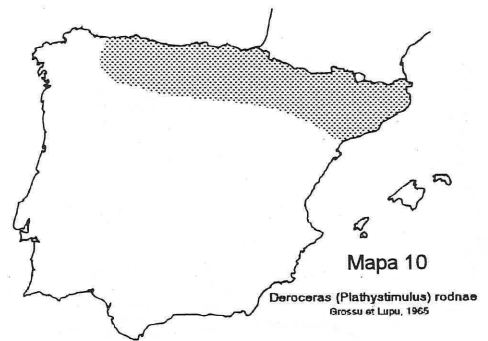 Mapa 10
Deroceras (Plathystimulus) rodnae
Grossu et Lupu, 1965